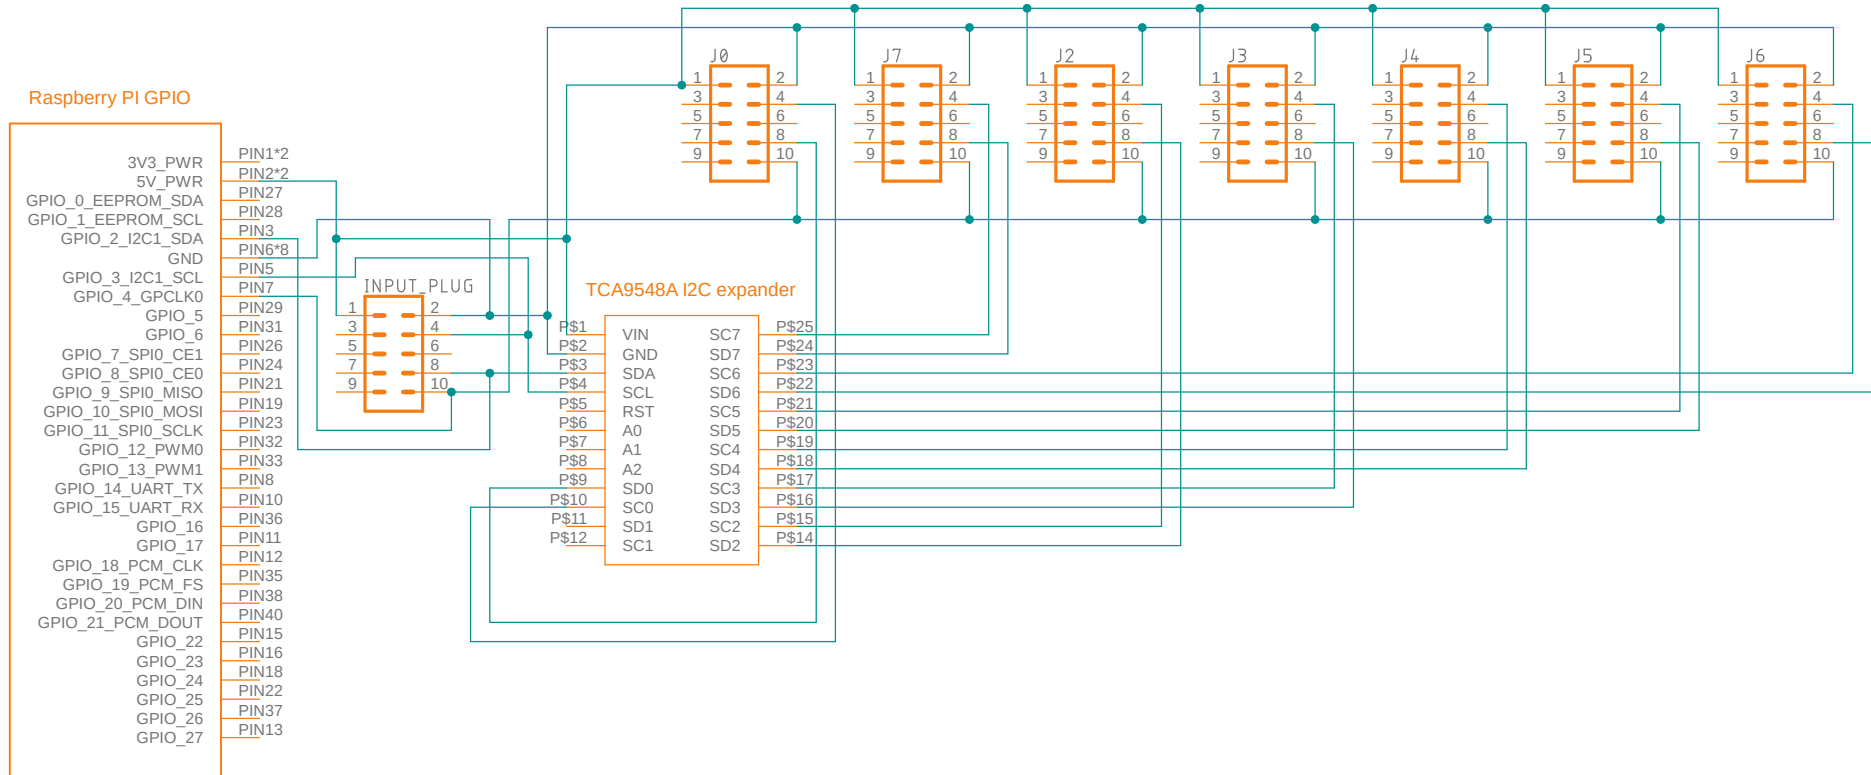 J0
1 2
3 4
5 6
7 8
9 10
J7
1 2
3 4
5 6
7 8
9 10
J2
1 2
3 4
5 6
7 8
9 10
J3
1 2
3 4
5 6
7 8
9 10
J4
1 2
3 4
5 6
7 8
9 10
J5
1 2
3 4
5 6
7 8
9 10
J6
1 2
3 4
5 6
7 8
9 10
Raspberry PI GPIO
3V3_PWR PIN1*2
5V_PWR PIN2*2
GPIO_0_EEPROM_SDA PIN27
GPIO_1_EEPROM_SCL PIN28
GPIO_2_I2C1_SDA PIN3
GND PIN6*8
GPIO_3_I2C1_SCL PIN5
GPIO_4_GPCLK0 PIN7
GPIO_5 PIN29
GPIO_6 PIN31
GPIO_7_SPI0_CE1 PIN26
GPIO_8_SPI0_CE0 PIN24
GPIO_9_SPI0_MISO PIN21
GPIO_10_SPI0_MOSI PIN19
GPIO_11_SPI0_SCLK PIN23
GPIO_12_PWM0 PIN32
GPIO_13_PWM1 PIN33
GPIO_14_UART_TX PIN8
GPIO_15_UART_RX PIN10
GPIO_16 PIN36
GPIO_17 PIN11
GPIO_18_PCM_CLK PIN12
GPIO_19_PCM_FS PIN35
GPIO_20_PCM_DIN PIN38
GPIO_21_PCM_DOUT PIN40
GPIO_22 PIN15
GPIO_23 PIN16
GPIO_24 PIN18
GPIO_25 PIN22
GPIO_26 PIN37
GPIO_27 PIN13
INPUT_PLUG
1 2
3 4
5 6
7 8
9 10
TCA9548A I2C expander
P$1 VIN SC7 P$25
P$2 GND SD7 P$24
P$3 SDA SC6 P$23
P$4 SCL SD6 P$22
P$5 RST SC5 P$21
P$6 A0 SD5 P$20
P$7 A1 SC4 P$19
P$8 A2 SD4 P$18
P$9 SD0 SC3 P$17
P$10 SC0 SD3 P$16
P$11 SD1 SC2 P$15
P$12 SC1 SD2 P$14